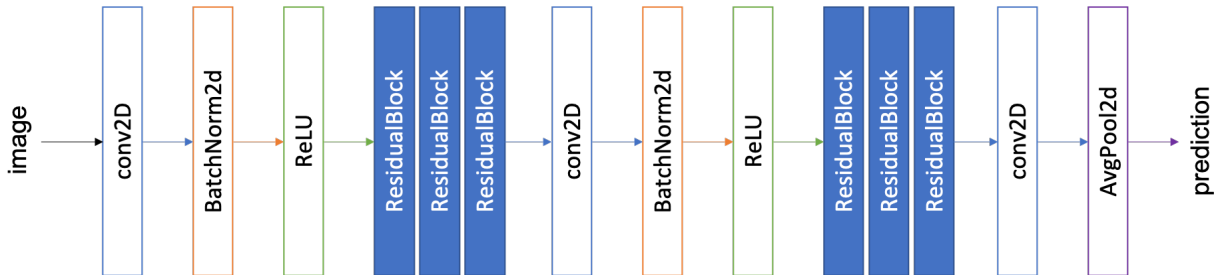 image
conv2D
BatchNorm2d
ReLU
ResidualBlock
ResidualBlock
ResidualBlock
conv2D
BatchNorm2d
ReLU
ResidualBlock
ResidualBlock
ResidualBlock
conv2D
AvgPool2d
prediction